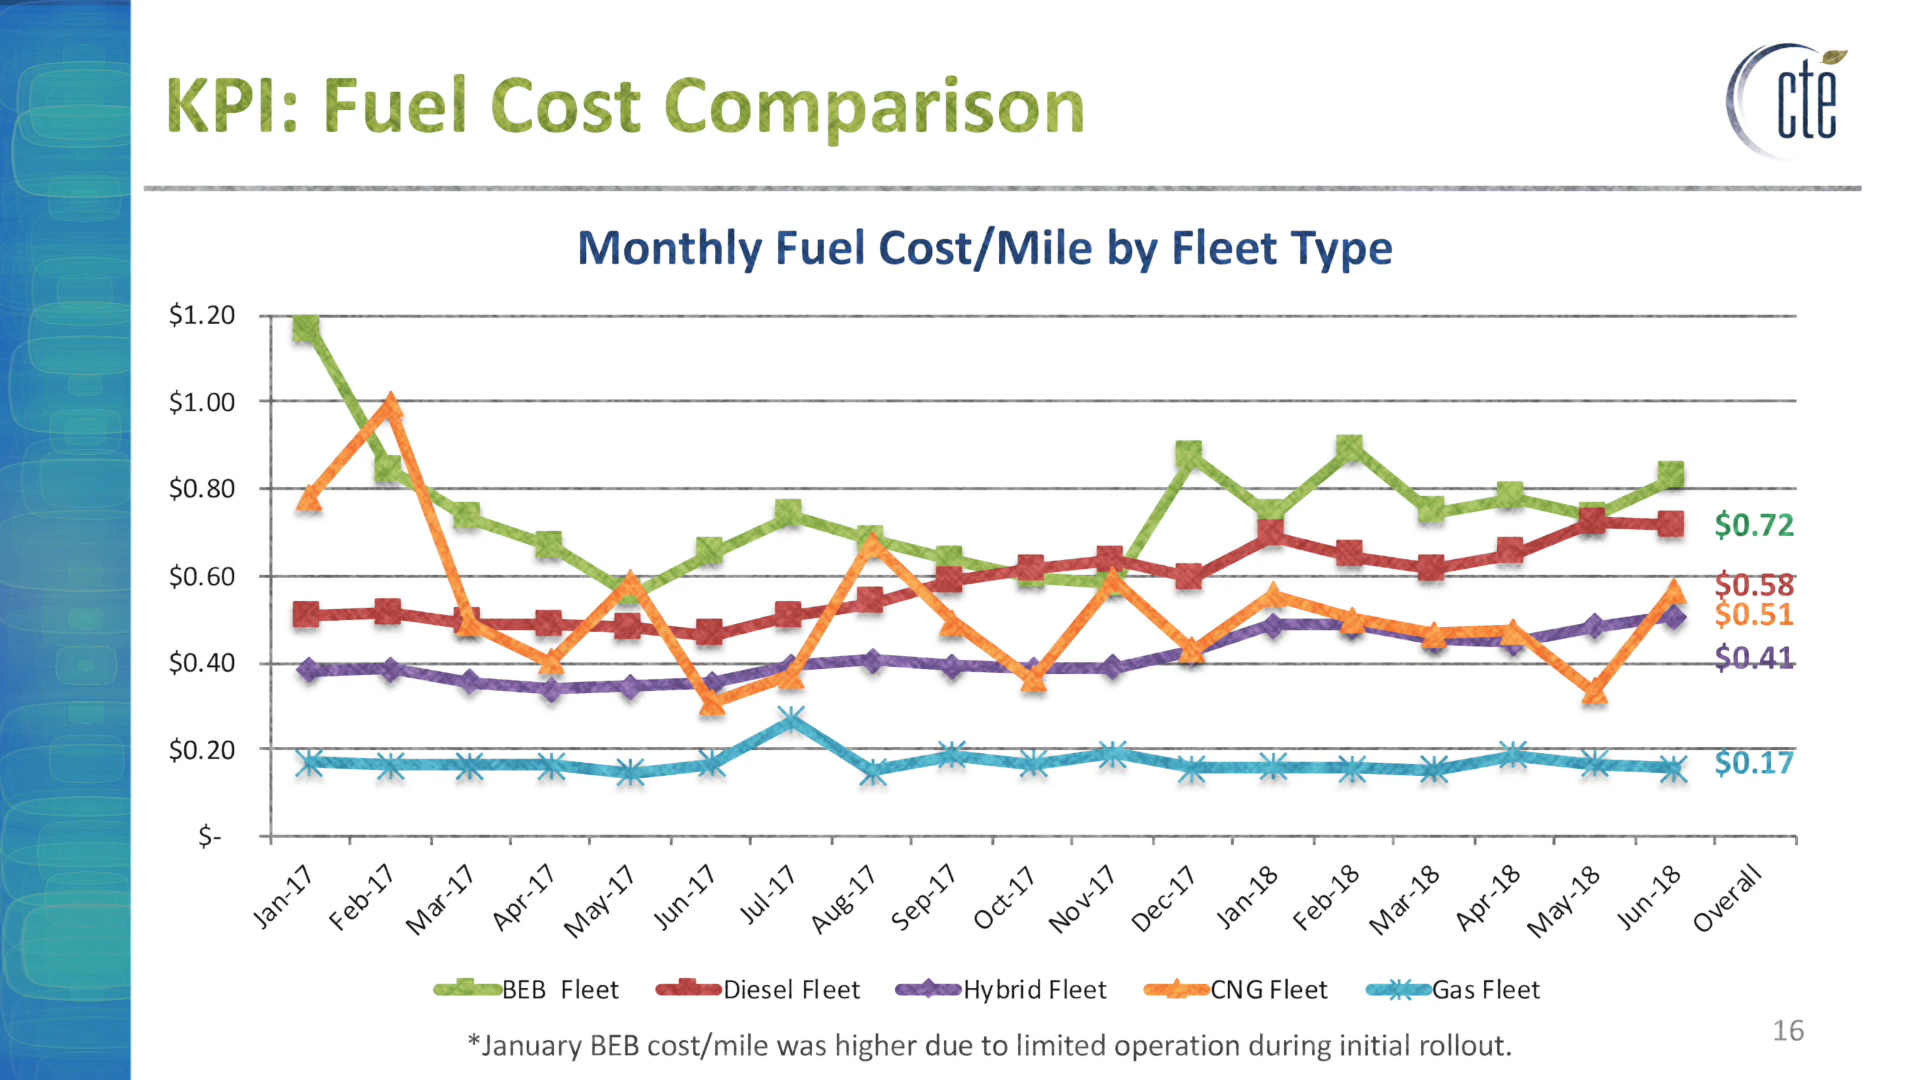 KPI: Fuel Cost Comparison
cte
Monthly Fuel Cost/Mile by Fleet Type
$1.20
$1.00
$0.80
$0.60
$0.40
$0.20
$-
$0.72
$0.58
$0.51
$0.41
$0.17
Jan-17 Feb-17 Mar-17 Apr-17 May-17 Jun-17 Jul-17 Aug-17 Sep-17 Oct-17 Nov-17 Dec-17 Jan-18 Feb-18 Mar-18 Apr-18 May-18 Jun-18 Overall
BEB Fleet Diesel Fleet Hybrid Fleet CNG Fleet Gas Fleet
*January BEB cost/mile was higher due to limited operation during initial rollout.
16